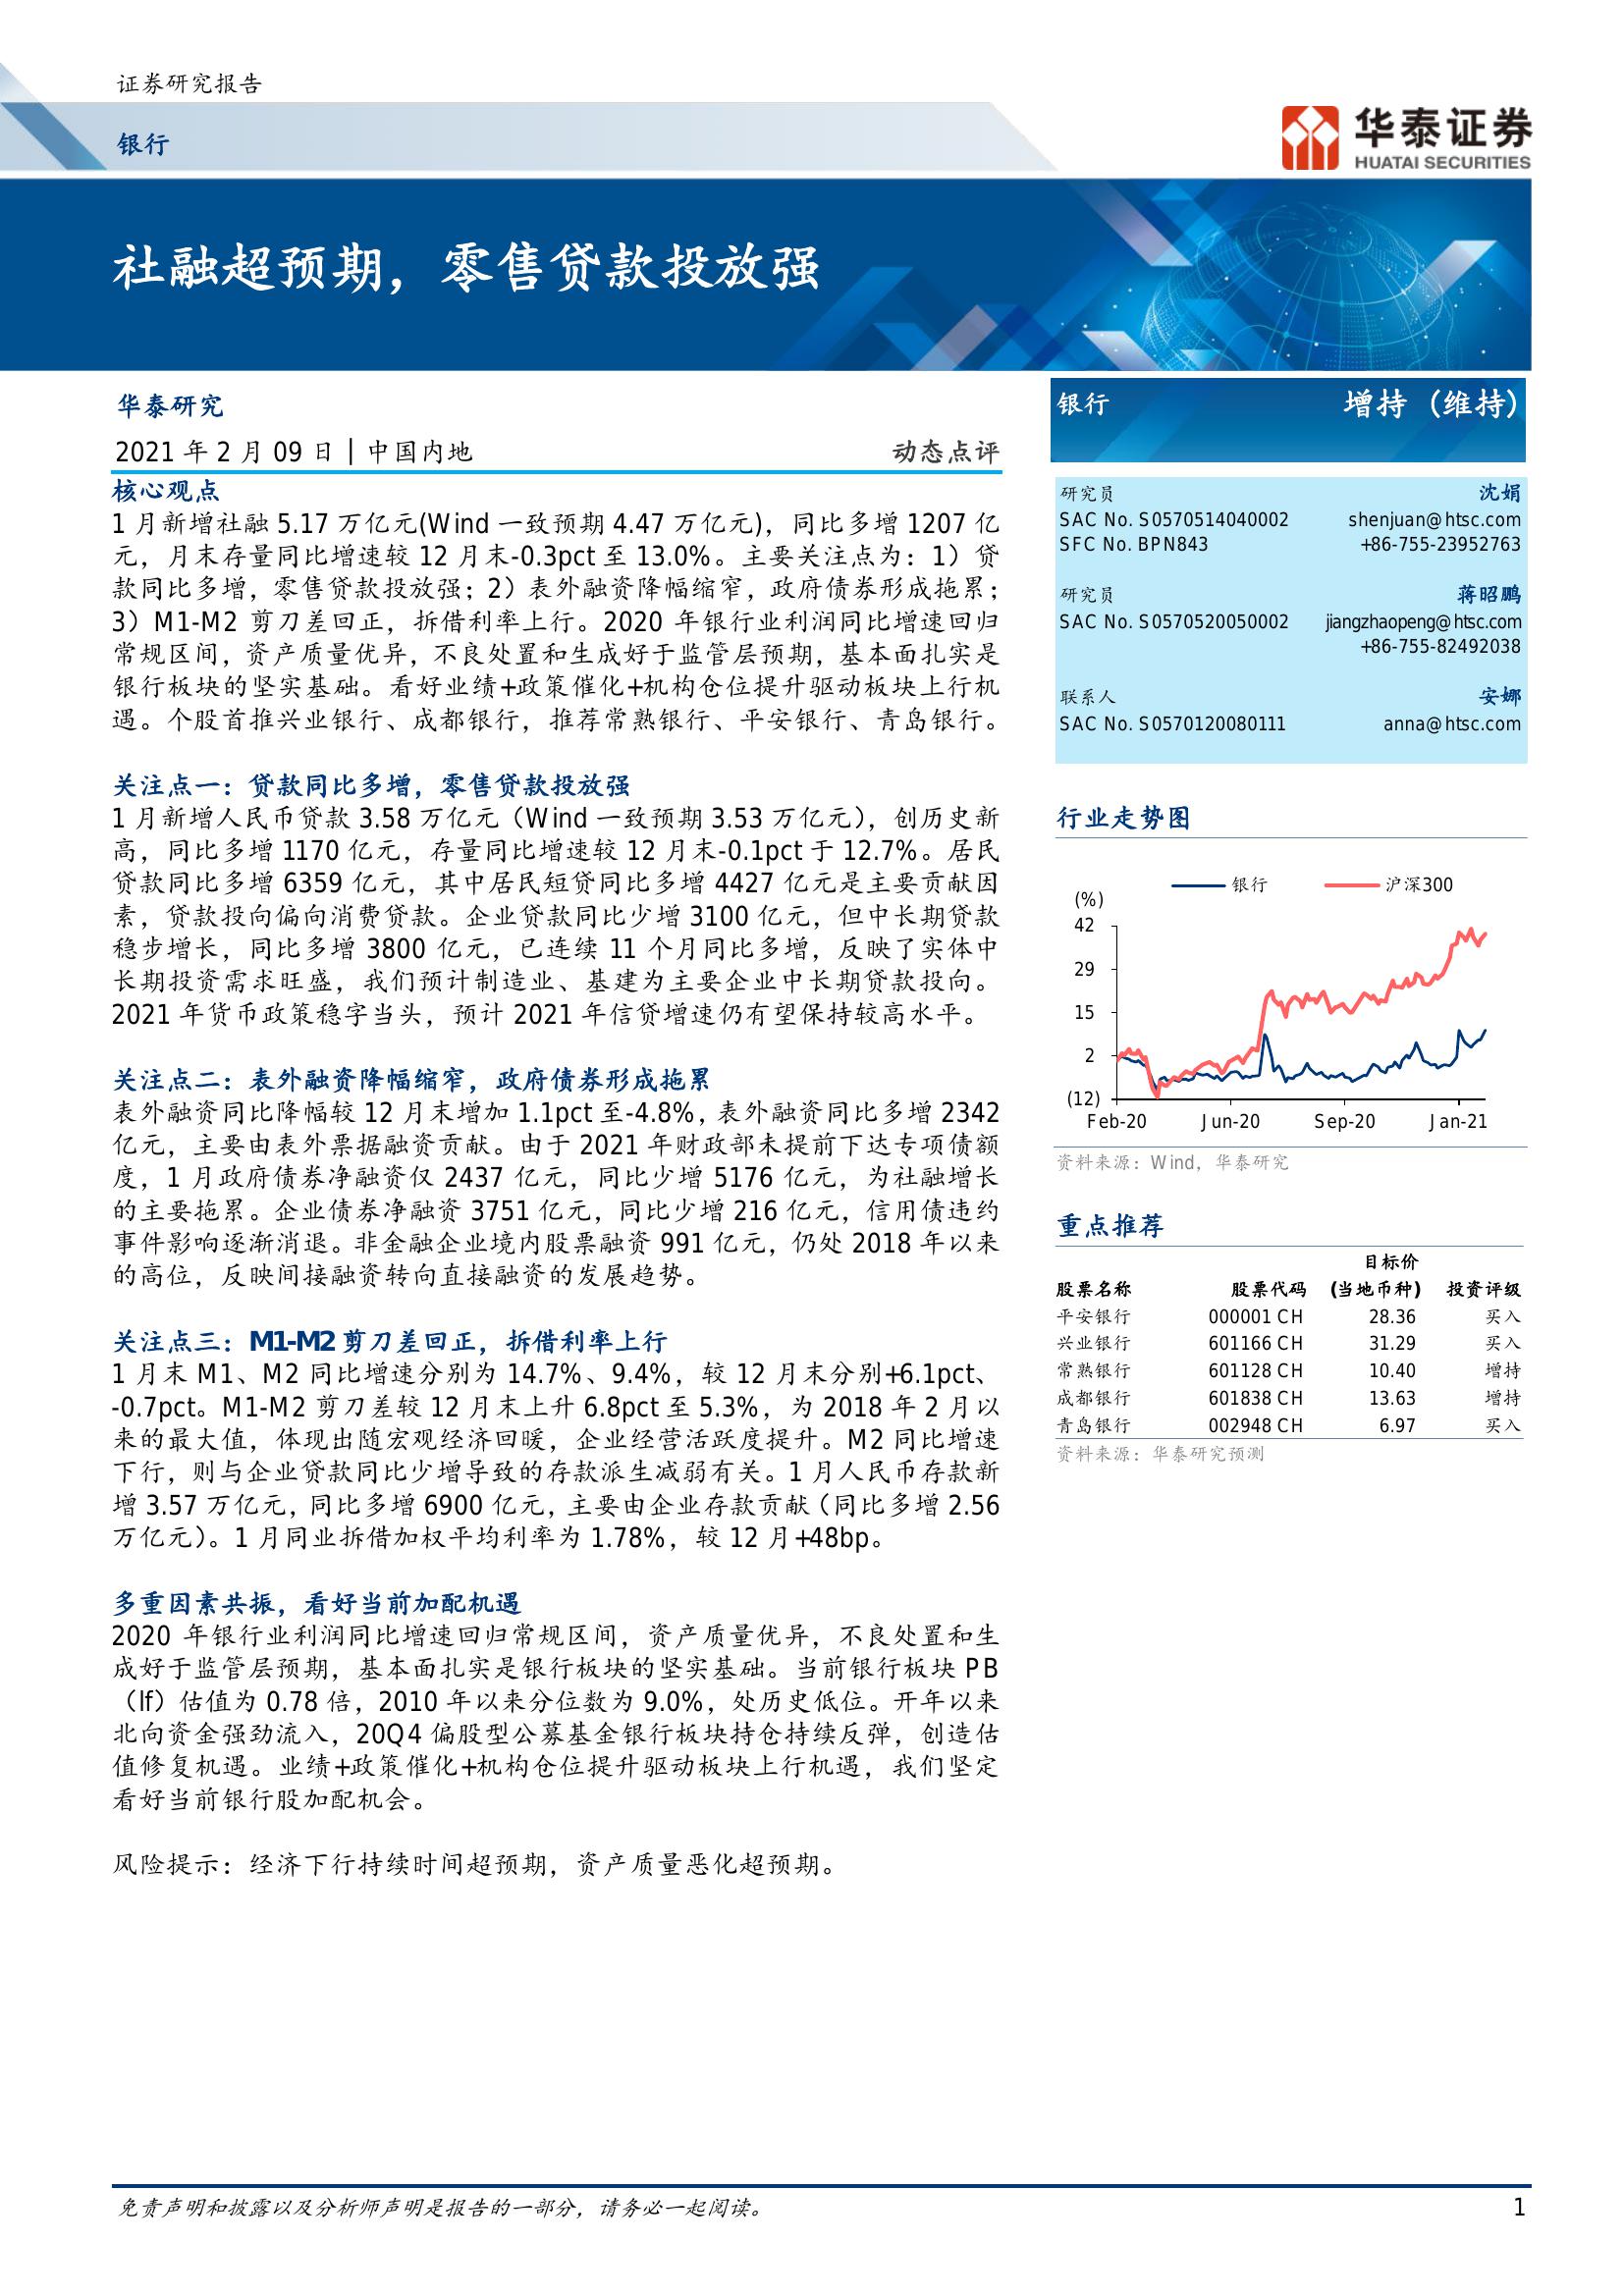 证券研究报告
银行
华泰证券
HUATAI SECURITIES
社融超预期，零售贷款投放强
华泰研究
2021 年 2 月 09 日 | 中国内地
动态点评
核心观点
1 月新增社融 5.17 万亿元(Wind 一致预期 4.47 万亿元)，同比多增 1207 亿
元，月末存量同比增速较 12 月末-0.3pct 至 13.0%。主要关注点为：1）贷
款同比多增，零售贷款投放强；2）表外融资降幅缩窄，政府债券形成拖累；
3）M1-M2 剪刀差回正，拆借利率上行。2020 年银行业利润同比增速回归
常规区间，资产质量优异，不良处置和生成好于监管层预期，基本面扎实是
银行板块的坚实基础。看好业绩+政策催化+机构仓位提升驱动板块上行机
遇。个股首推兴业银行、成都银行，推荐常熟银行、平安银行、青岛银行。
关注点一：贷款同比多增，零售贷款投放强
1 月新增人民币贷款 3.58 万亿元（Wind 一致预期 3.53 万亿元），创历史新
高，同比多增 1170 亿元，存量同比增速较 12 月末-0.1pct 于 12.7%。居民
贷款同比多增 6359 亿元，其中居民短贷同比多增 4427 亿元是主要贡献因
素，贷款投向偏向消费贷款。企业贷款同比少增 3100 亿元，但中长期贷款
稳步增长，同比多增 3800 亿元，已连续 11 个月同比多增，反映了实体中
长期投资需求旺盛，我们预计制造业、基建为主要企业中长期贷款投向。
2021 年货币政策稳字当头，预计 2021 年信贷增速仍有望保持较高水平。
关注点二：表外融资降幅缩窄，政府债券形成拖累
表外融资同比降幅较 12 月末增加 1.1pct 至-4.8%，表外融资同比多增 2342
亿元，主要由表外票据融资贡献。由于 2021 年财政部未提前下达专项债额
度，1 月政府债券净融资仅 2437 亿元，同比少增 5176 亿元，为社融增长
的主要拖累。企业债券净融资 3751 亿元，同比少增 216 亿元，信用债违约
事件影响逐渐消退。非金融企业境内股票融资 991 亿元，仍处 2018 年以来
的高位，反映间接融资转向直接融资的发展趋势。
关注点三：M1-M2 剪刀差回正，拆借利率上行
1 月末 M1、M2 同比增速分别为 14.7%、9.4%，较 12 月末分别+6.1pct、
-0.7pct。M1-M2 剪刀差较 12 月末上升 6.8pct 至 5.3%，为 2018 年 2 月以
来的最大值，体现出随宏观经济回暖，企业经营活跃度提升。M2 同比增速
下行，则与企业贷款同比少增导致的存款派生减弱有关。1 月人民币存款新
增 3.57 万亿元，同比多增 6900 亿元，主要由企业存款贡献（同比多增 2.56
万亿元）。1 月同业拆借加权平均利率为 1.78%，较 12 月+48bp。
多重因素共振，看好当前加配机遇
2020 年银行业利润同比增速回归常规区间，资产质量优异，不良处置和生
成好于监管层预期，基本面扎实是银行板块的坚实基础。当前银行板块 PB
（lf）估值为 0.78 倍，2010 年以来分位数为 9.0%，处历史低位。开年以来
北向资金强劲流入，20Q4 偏股型公募基金银行板块持仓持续反弹，创造估
值修复机遇。业绩+政策催化+机构仓位提升驱动板块上行机遇，我们坚定
看好当前银行股加配机会。
风险提示：经济下行持续时间超预期，资产质量恶化超预期。
银行 增持（维持）
研究员 沈娟
SAC No. S0570514040002 shenjuan@htsc.com
SFC No. BPN843 +86-755-23952763
研究员 蒋昭鹏
SAC No. S0570520050002 jiangzhaopeng@htsc.com
+86-755-82492038
联系人 安娜
SAC No. S0570120080111 anna@htsc.com
行业走势图
银行 沪深300
(%)
42
29
15
2
(12)
Feb-20 Jun-20 Sep-20 Jan-21
资料来源：Wind，华泰研究
重点推荐
目标价
股票名称 股票代码 (当地币种) 投资评级
平安银行 000001 CH 28.36 买入
兴业银行 601166 CH 31.29 买入
常熟银行 601128 CH 10.40 增持
成都银行 601838 CH 13.63 增持
青岛银行 002948 CH 6.97 买入
资料来源：华泰研究预测
免责声明和披露以及分析师声明是报告的一部分，请务必一起阅读。 1